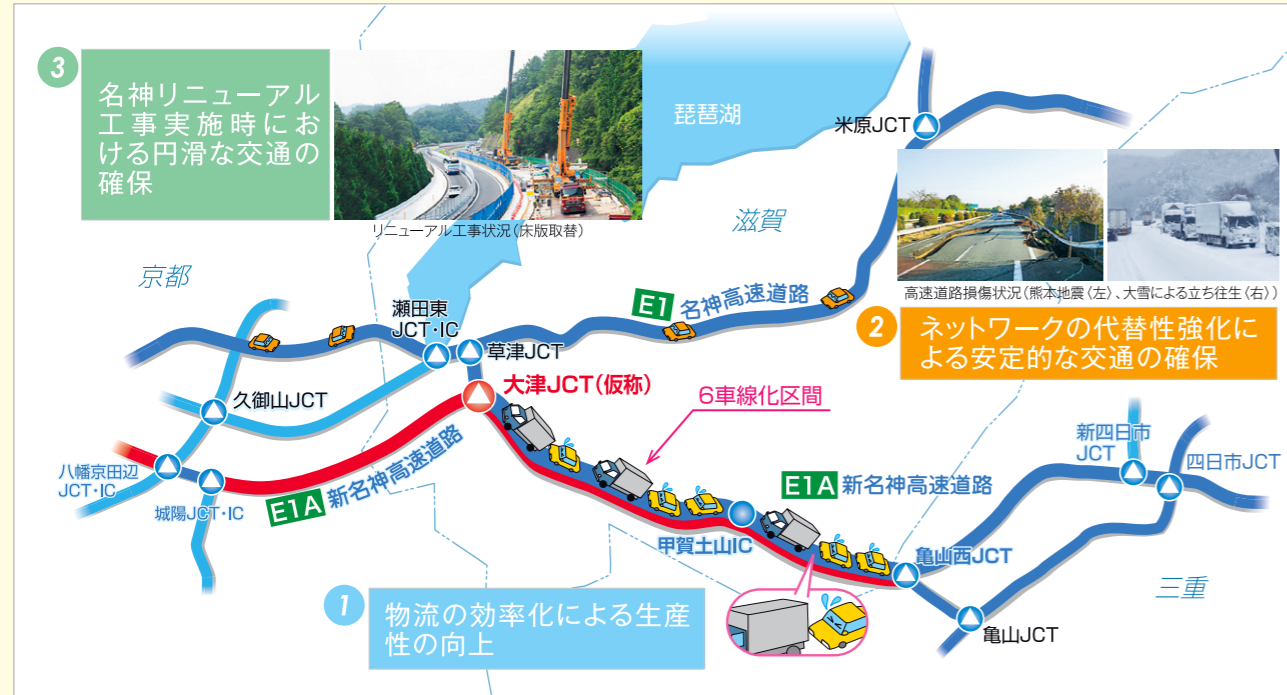 3
名神リニューアル
工事実施時にお
ける円滑な交通の
確保
リニューアル工事状況(床版取替)
琵琶湖
米原JCT
滋賀
京都
高速道路損傷状況(熊本地震〈左〉、大雪による立ち往生〈右〉)
2
ネットワークの代替性強化に
よる安定的な交通の確保
瀬田東
JCT・IC
E1 名神高速道路
草津JCT
大津JCT(仮称)
6車線化区間
久御山JCT
八幡京田辺
JCT・IC
城陽JCT・IC
E1A 新名神高速道路
E1A 新名神高速道路
新四日市
JCT
四日市JCT
甲賀土山IC
亀山西JCT
三重
亀山JCT
1
物流の効率化による生産
性の向上